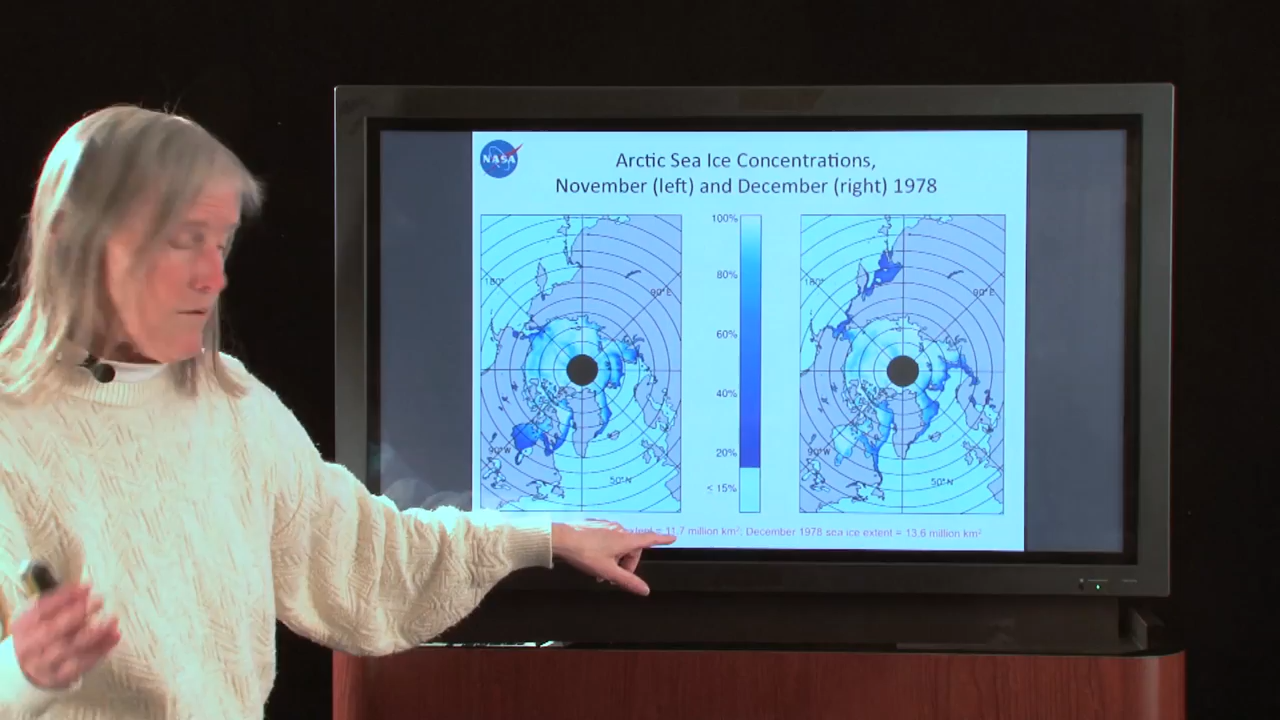 NASA
Arctic Sea Ice Concentrations,
November (left) and December (right) 1978
100%
80%
60%
40%
20%
< 15%
180°
90°E
90°W
50°N
180°
90°E
90°W
50°N
extent = 11.7 million km². December 1978 sea ice extent = 13.6 million km²